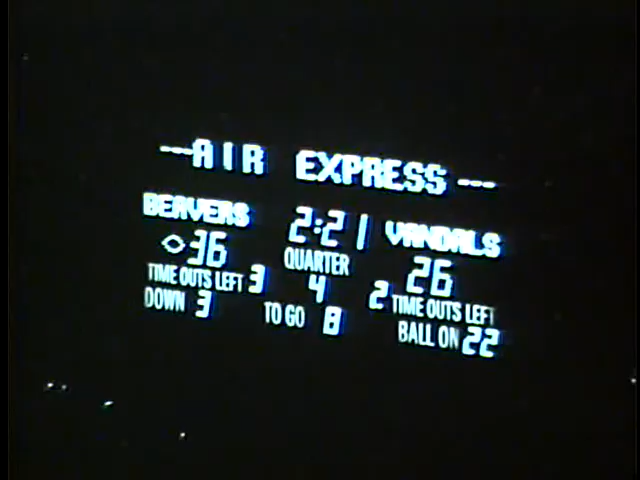 ---AIR EXPRESS---
BEAVERS 2:21 VANDALS
36 QUARTER 26
TIME OUTS LEFT 3 4 2 TIME OUTS LEFT
DOWN 3 TO GO 8 BALL ON 22